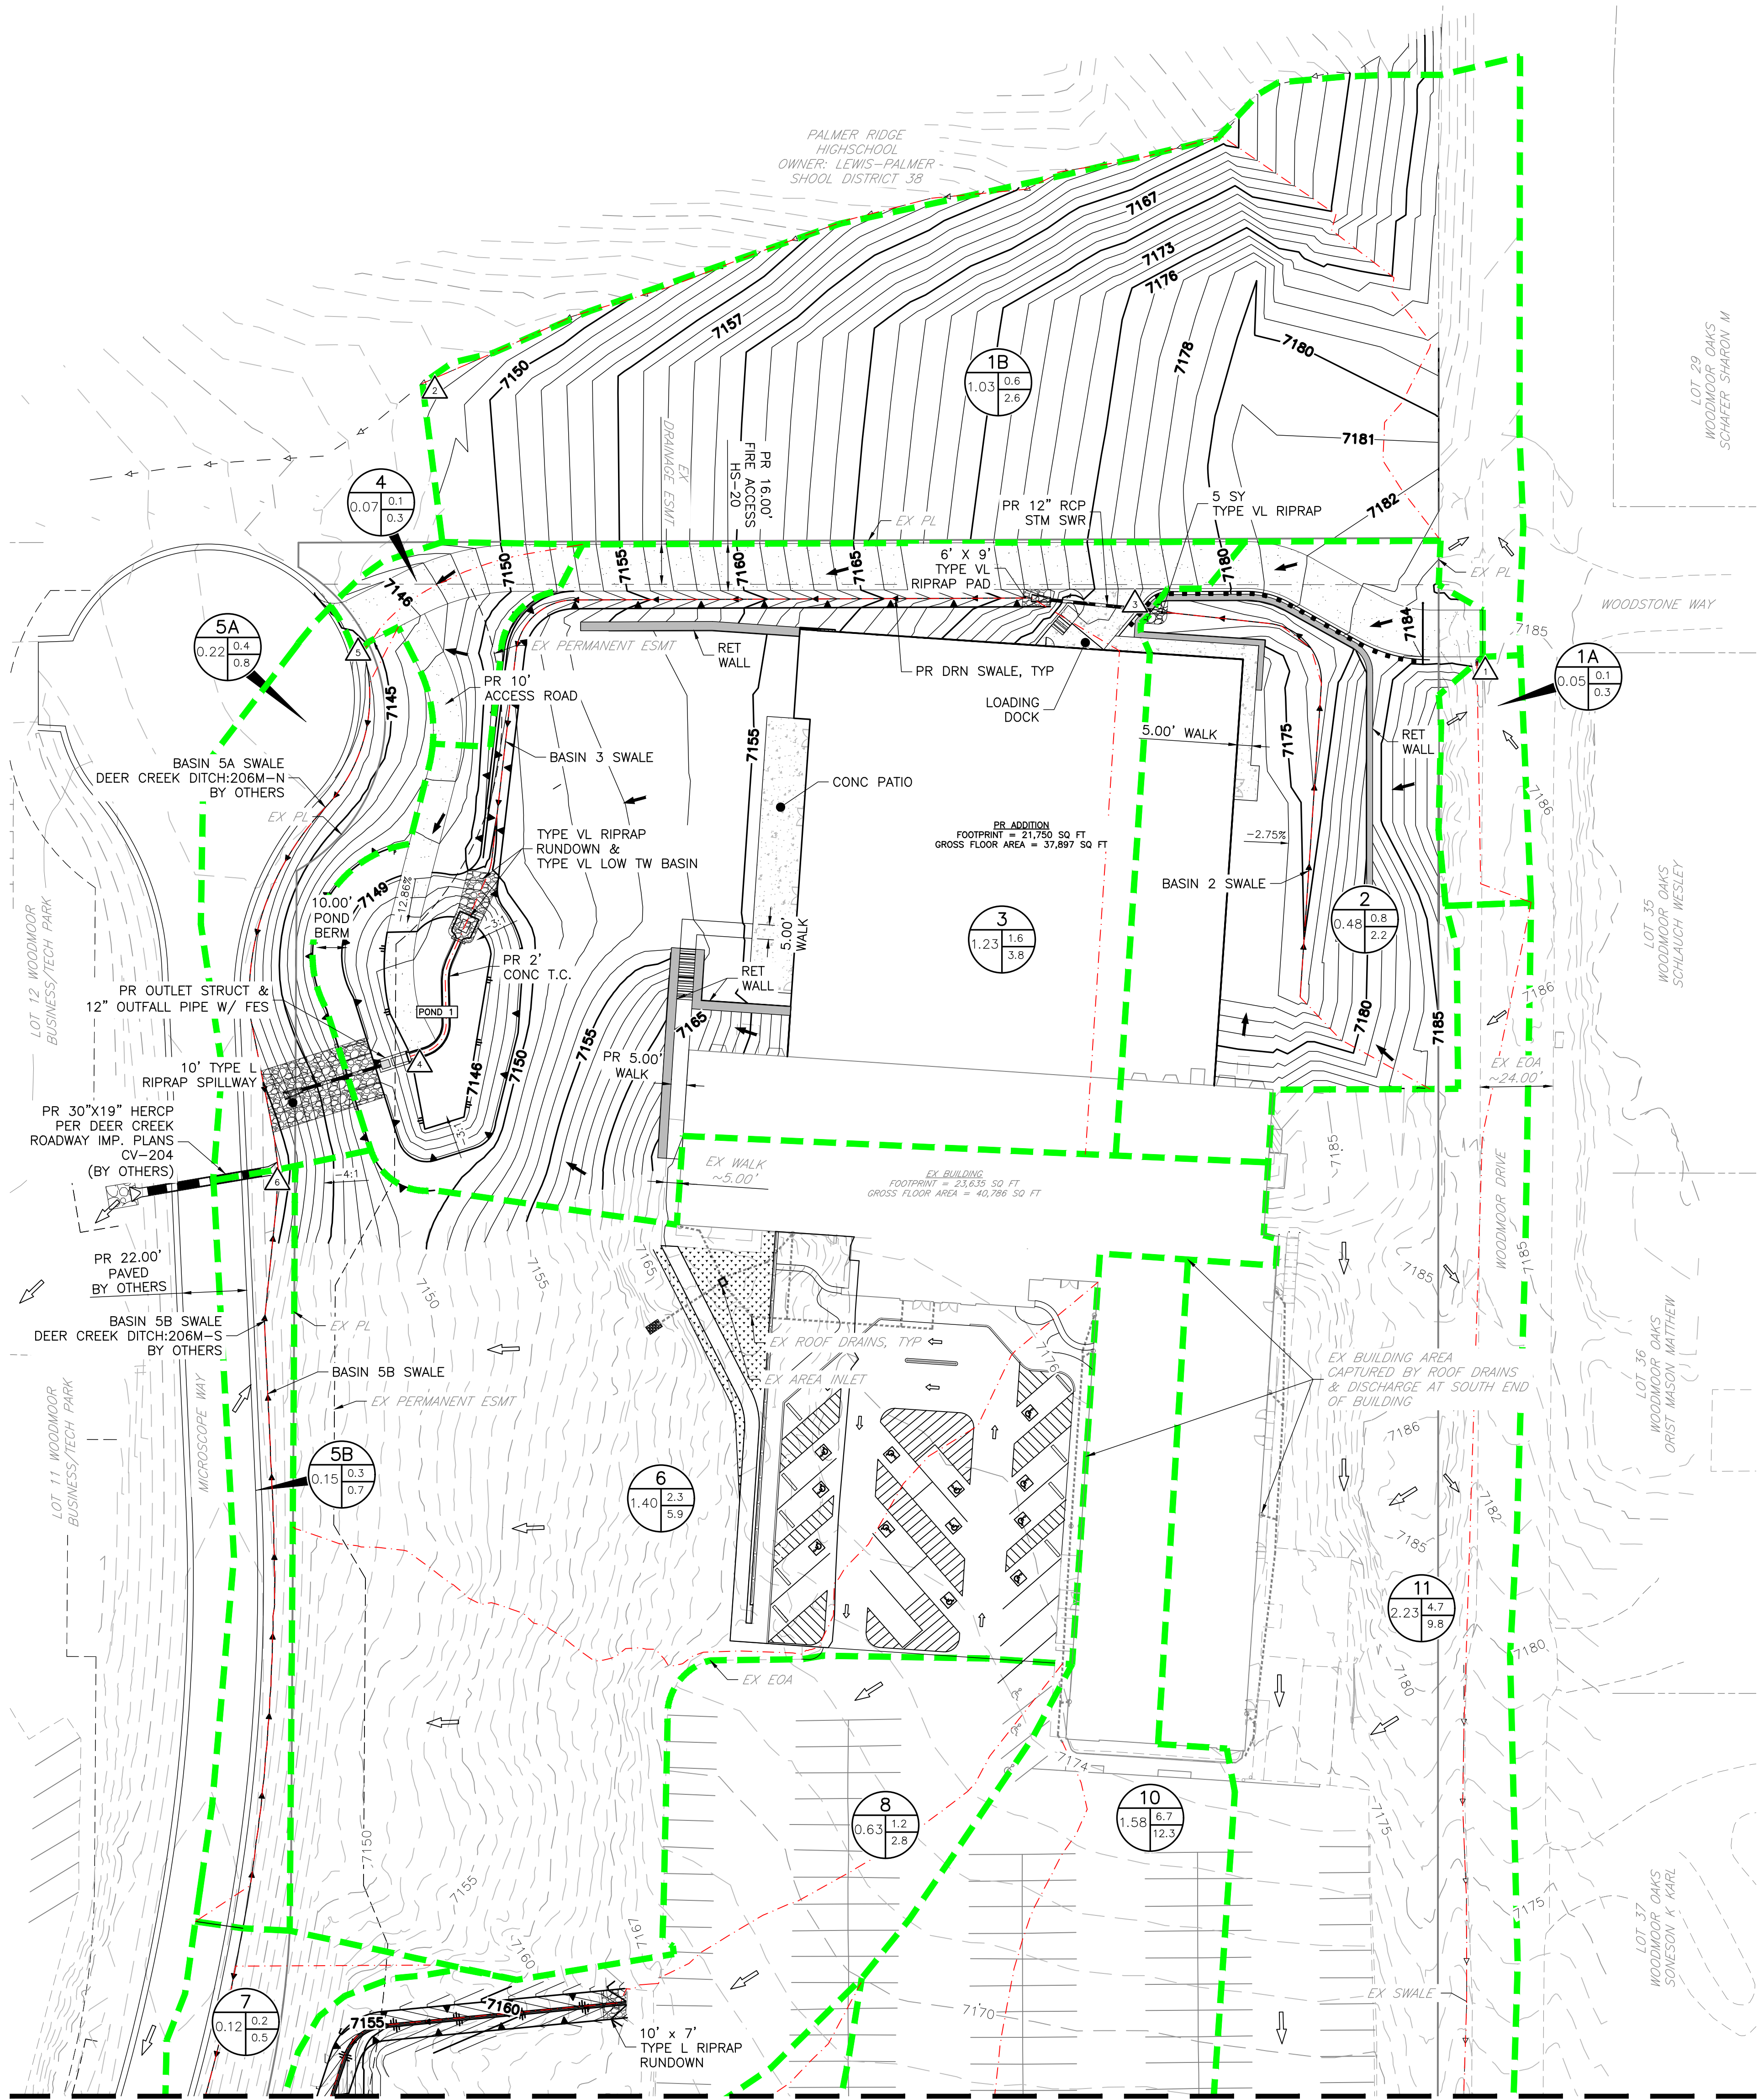 PALMER RIDGE
HIGHSCHOOL
OWNER: LEWIS-PALMER
SHOOL DISTRICT 38
7167
7173
7176
7157
7150
7178
7180
7181
7182
1B
1.03
0.6
2.6
LOT 29
WOODMOOR OAKS
SCHAFER SHARON M
2
EX
DRAINAGE ESMT
PR 16.00'
FIRE ACCESS
HS-20
EX PL
PR 12" RCP
STM SWR
5 SY
TYPE VL RIPRAP
6' X 9'
TYPE VL
RIPRAP PAD
4
0.07
0.1
0.3
7146
7150
7155
7160
7165
7180
7184
3
EX PL
WOODSTONE WAY
7185
5A
0.22
0.4
0.8
5
1
1A
0.05
0.1
0.3
EX PERMANENT ESMT
RET
WALL
PR DRN SWALE, TYP
LOADING
DOCK
PR 10'
ACCESS ROAD
7145
7155
5.00' WALK
7175
RET
WALL
BASIN 3 SWALE
BASIN 5A SWALE
DEER CREEK DITCH:206M-N
BY OTHERS
EX PL
CONC PATIO
7186
PR ADDITION
FOOTPRINT = 21,750 SQ FT
GROSS FLOOR AREA = 37,897 SQ FT
-2.75%
TYPE VL RIPRAP
RUNDOWN &
TYPE VL LOW TW BASIN
BASIN 2 SWALE
-12.86%
7149
10.00'
POND
BERM
3:1
2
0.48
0.8
2.2
3
1.23
1.6
3.8
5.00'
WALK
LOT 35
WOODMOOR OAKS
SCHLAUCH WESLEY
LOT 12 WOODMOOR
BUSINESS/TECH PARK
PR 2'
CONC T.C.
RET
WALL
PR OUTLET STRUCT &
12" OUTFALL PIPE W/ FES
POND 1
7165
7155
7180
7185
7186
10' TYPE L
RIPRAP SPILLWAY
4
7146
7150
PR 5.00'
WALK
EX EOA
~24.00'
PR 30"X19" HERCP
PER DEER CREEK
ROADWAY IMP. PLANS
CV-204
(BY OTHERS)
3:1
6
-4:1
EX WALK
~5.00'
EX BUILDING
FOOTPRINT = 23,635 SQ FT
GROSS FLOOR AREA = 40,786 SQ FT
7185
WOODMOOR DRIVE
7185
PR 22.00'
PAVED
BY OTHERS
7150
7155
7165
7185
BASIN 5B SWALE
DEER CREEK DITCH:206M-S
BY OTHERS
EX PL
EX ROOF DRAINS, TYP
EX AREA INLET
7176
EX BUILDING AREA
CAPTURED BY ROOF DRAINS
& DISCHARGE AT SOUTH END
OF BUILDING
LOT 36
WOODMOOR OAKS
ORIST MASON MATTHEW
BASIN 5B SWALE
EX PERMANENT ESMT
MICROSCOPE WAY
LOT 11 WOODMOOR
BUSINESS/TECH PARK
7186
7182
7185
5B
0.15
0.3
0.7
6
1.40
2.3
5.9
11
2.23
4.7
9.8
7180
7180
EX EOA
7174
8
0.63
1.2
2.8
10
1.58
6.7
12.3
7175
7150
7155
7175
LOT 37
WOODMOOR OAKS
SONESON K KARL
7167
7160
7160
7155
7170
EX SWALE
7
0.12
0.2
0.5
10' x 7'
TYPE L RIPRAP
RUNDOWN